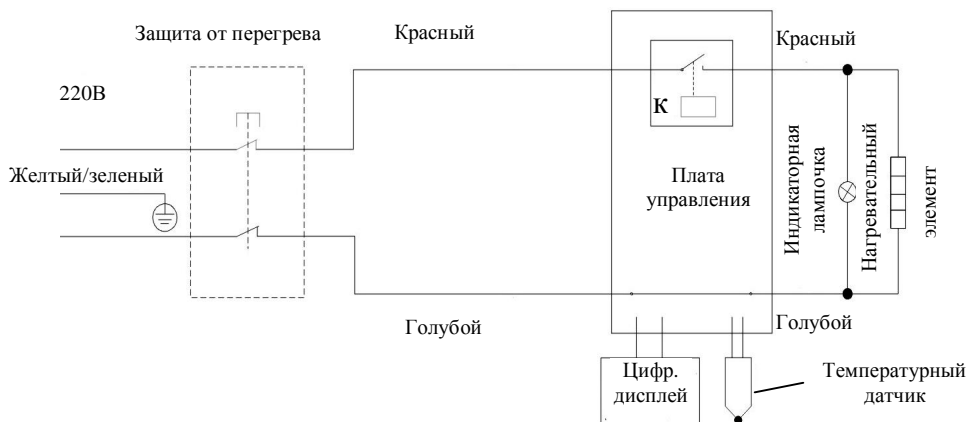 Защита от перегрева
Красный
Красный
220В
К
Желтый/зеленый
Плата
управления
Индикаторная
лампочка
Нагревательный
элемент
Голубой
Голубой
Цифр.
дисплей
Температурный
датчик